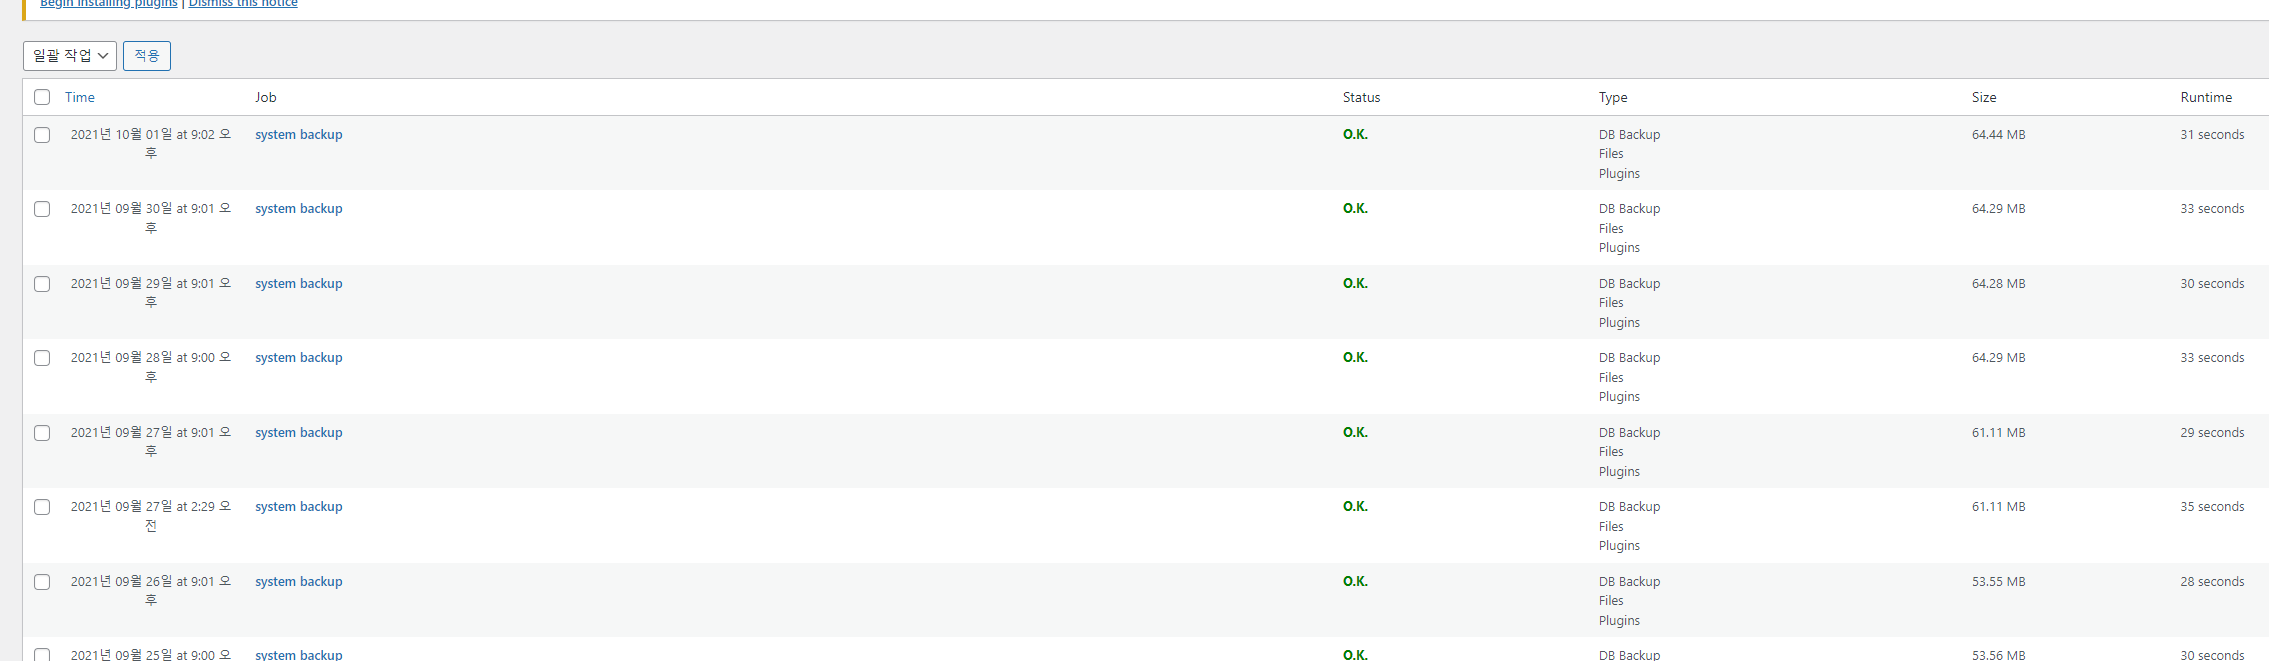 Begin installing plugins | Dismiss this notice
일괄 작업 적용
Time Job Status Type Size Runtime
2021년 10월 01일 at 9:02 오후 system backup O.K. DB Backup 64.44 MB 31 seconds
Files
Plugins
2021년 09월 30일 at 9:01 오후 system backup O.K. DB Backup 64.29 MB 33 seconds
Files
Plugins
2021년 09월 29일 at 9:01 오후 system backup O.K. DB Backup 64.28 MB 30 seconds
Files
Plugins
2021년 09월 28일 at 9:00 오후 system backup O.K. DB Backup 64.29 MB 33 seconds
Files
Plugins
2021년 09월 27일 at 9:01 오후 system backup O.K. DB Backup 61.11 MB 29 seconds
Files
Plugins
2021년 09월 27일 at 2:29 오전 system backup O.K. DB Backup 61.11 MB 35 seconds
Files
Plugins
2021년 09월 26일 at 9:01 오후 system backup O.K. DB Backup 53.55 MB 28 seconds
Files
Plugins
2021년 09월 25일 at 9:00 오 system backup O.K. DB Backup 53.56 MB 30 seconds